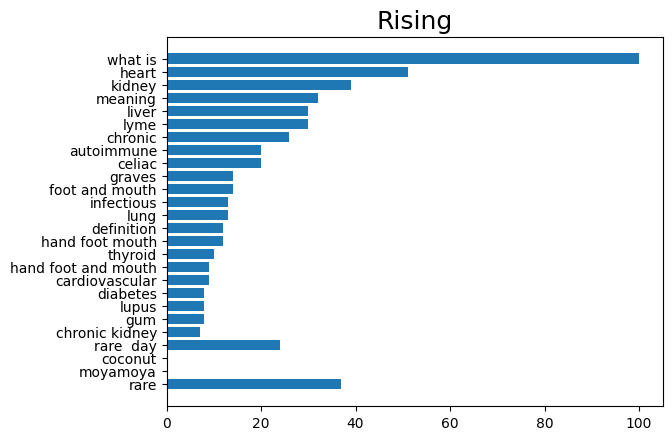 Rising
what is
heart
kidney
meaning
liver
lyme
chronic
autoimmune
celiac
graves
foot and mouth
infectious
lung
definition
hand foot mouth
thyroid
hand foot and mouth
cardiovascular
diabetes
lupus
gum
chronic kidney
rare  day
coconut
moyamoya
rare
0 20 40 60 80 100